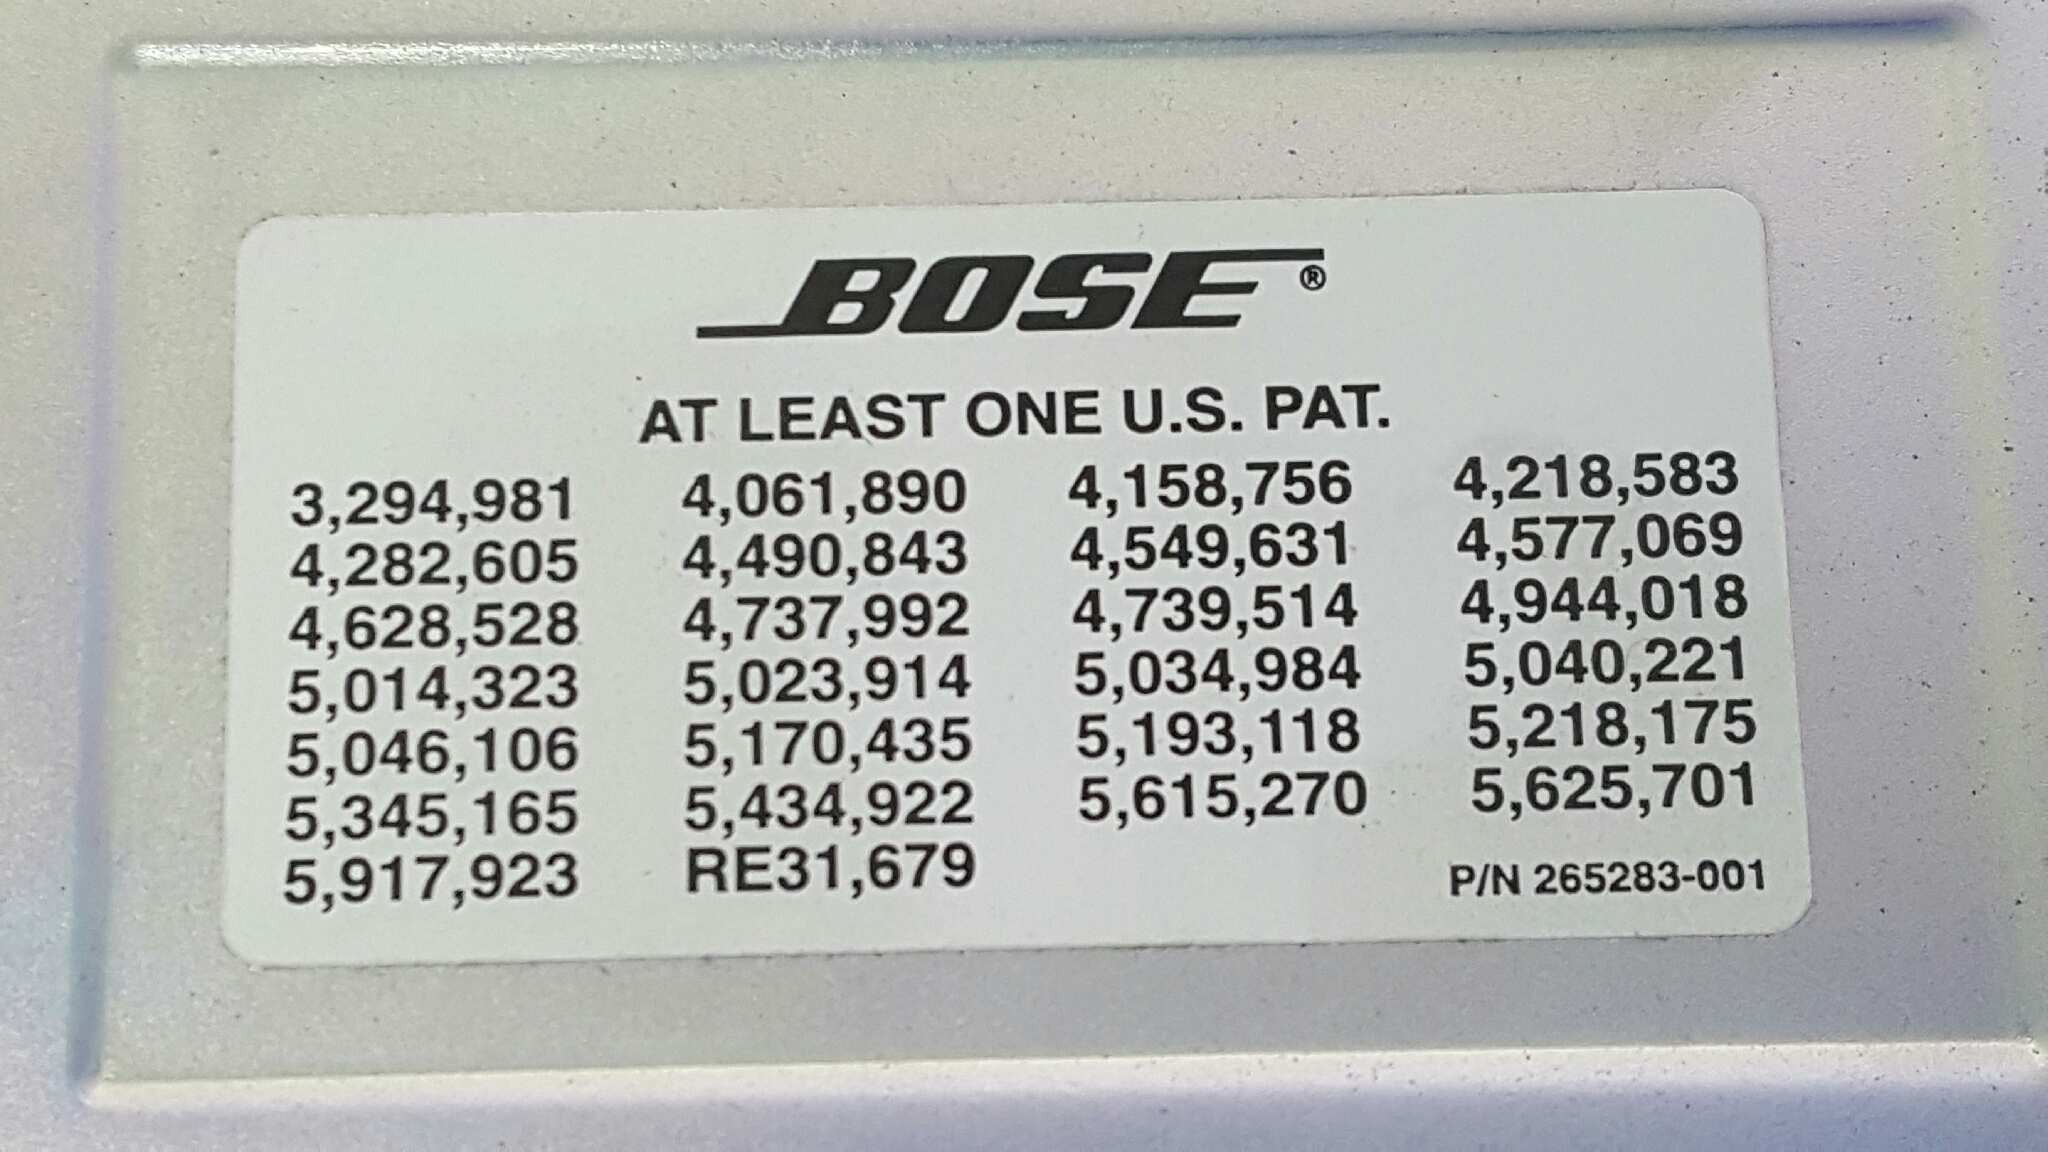 BOSE®
AT LEAST ONE U.S. PAT.
3,294,981 4,061,890 4,158,756 4,218,583
4,282,605 4,490,843 4,549,631 4,577,069
4,628,528 4,737,992 4,739,514 4,944,018
5,014,323 5,023,914 5,034,984 5,040,221
5,046,106 5,170,435 5,193,118 5,218,175
5,345,165 5,434,922 5,615,270 5,625,701
5,917,923 RE31,679 P/N 265283-001